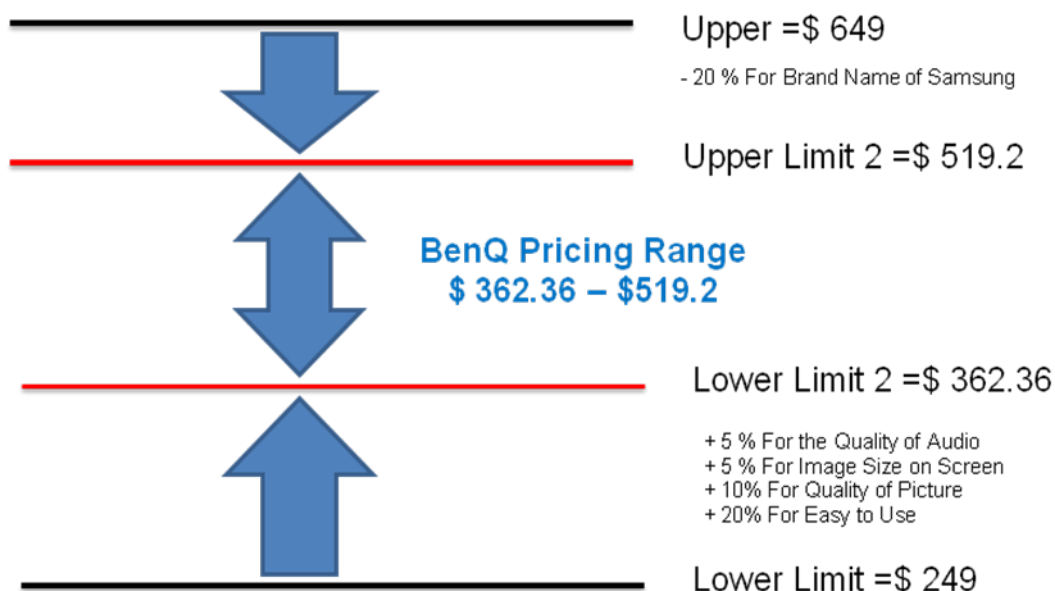 Upper =$ 649
- 20 % For Brand Name of Samsung
Upper Limit 2 =$ 519.2
BenQ Pricing Range
$ 362.36 – $519.2
Lower Limit 2 =$ 362.36
+ 5 % For the Quality of Audio
+ 5 % For Image Size on Screen
+ 10% For Quality of Picture
+ 20% For Easy to Use
Lower Limit =$ 249